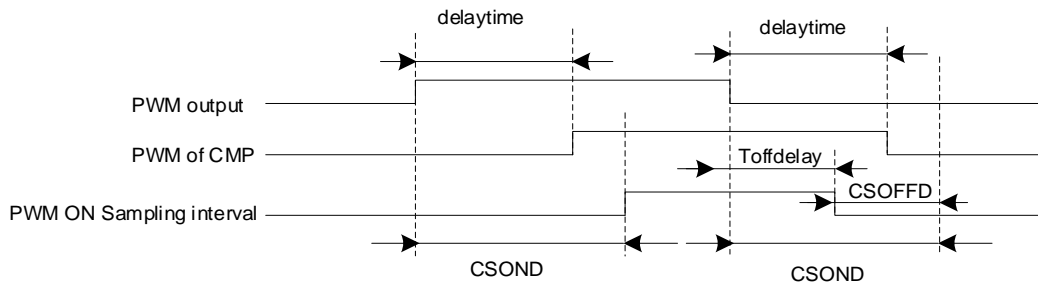 delaytime
delaytime
PWM output
PWM of CMP
Toffdelay
CSOFFD
PWM ON Sampling interval
CSOND
CSOND